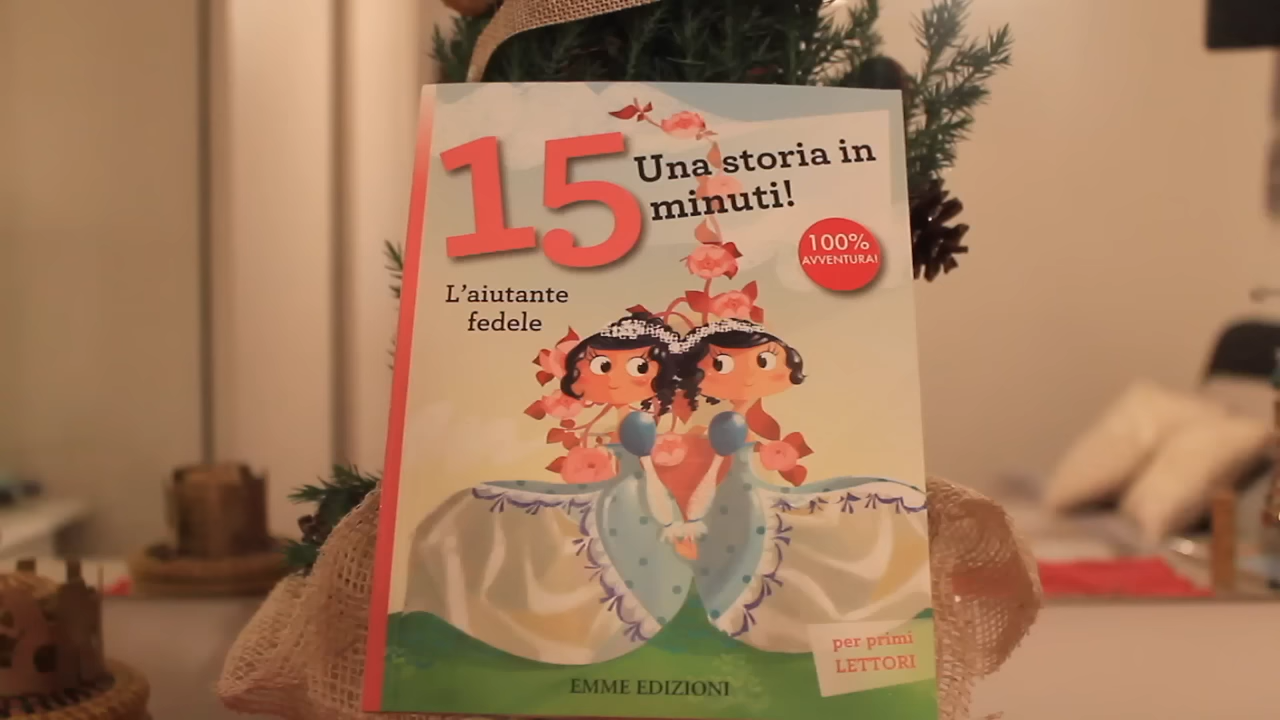 15 Una storia in
minuti!
100%
AVVENTURA!
L'aiutante
fedele
per primi
LETTORI
EMME EDIZIONI